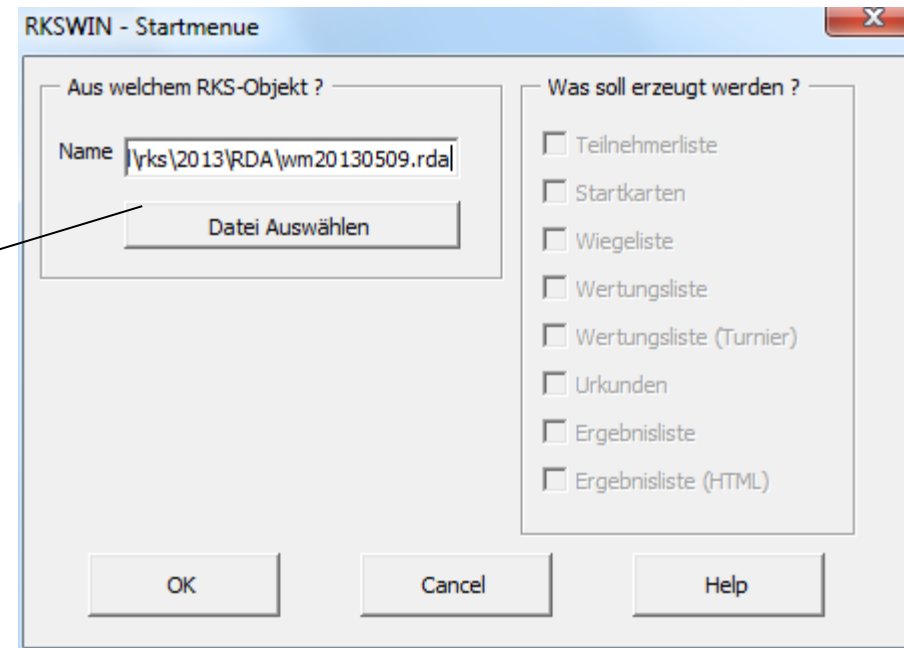 RKSWIN - Startmenue
Aus welchem RKS-Objekt ?
Name l\rks\2013\RDA\wm20130509.rda
Datei Auswählen
Was soll erzeugt werden ?
Teilnehmerliste
Startkarten
Wiegeliste
Wertungsliste
Wertungsliste (Turnier)
Urkunden
Ergebnisliste
Ergebnisliste (HTML)
OK Cancel Help